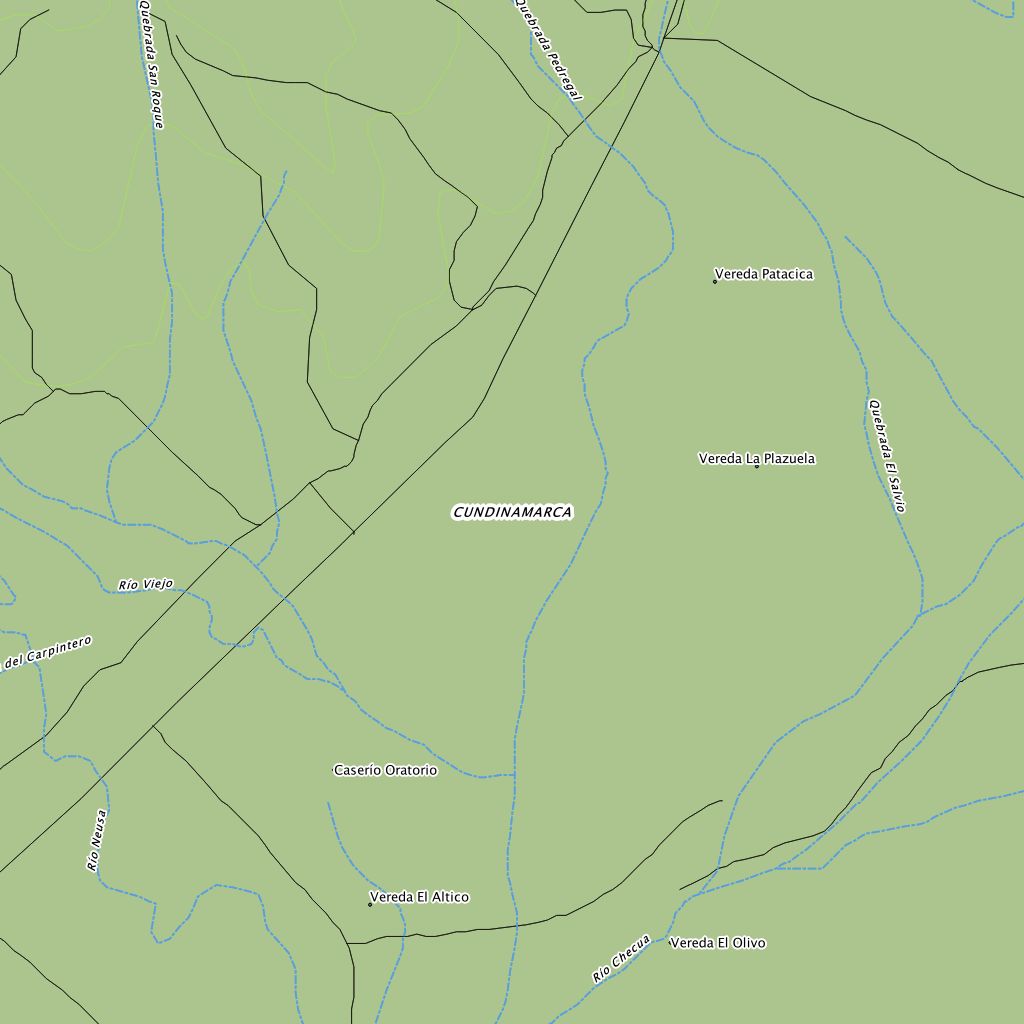 Quebrada San Roque
Quebrada Pedregal
Vereda Patacica
Quebrada El Salvio
Vereda La Plazuela
CUNDINAMARCA
Río Viejo
del Carpintero
Caserío Oratorio
Río Neusa
Vereda El Altico
Río Checua
Vereda El Olivo